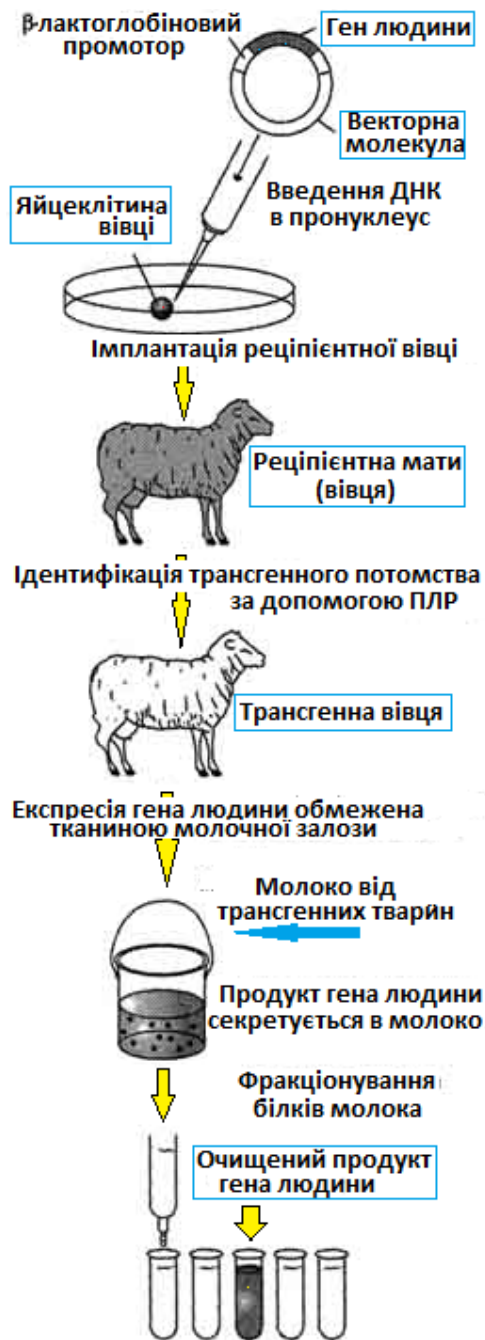 β-лактоглобіновий
промотор
Ген людини
Векторна
молекула
Введення ДНК
в пронуклеус
Яйцеклітина
вівці
Імплантація реціпієнтної вівці
Реціпієнтна мати
(вівця)
Ідентифікація трансгенного потомства
за допомогою ПЛР
Трансгенна вівця
Експресія гена людини обмежена
тканиною молочної залози
Молоко від
трансгенних тварин
Продукт гена людини
секретується в молоко
Фракціонування
білків молока
Очищений продукт
гена людини